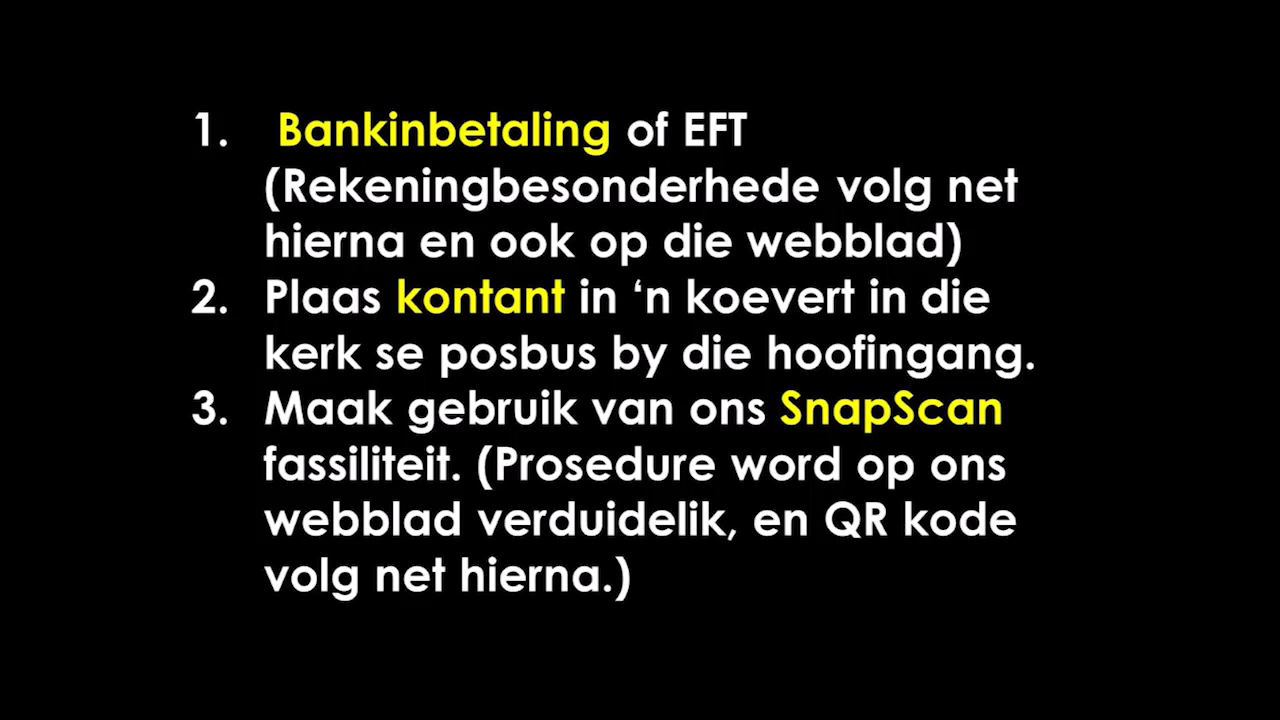 1. Bankinbetaling of EFT
(Rekeningbesonderhede volg net
hierna en ook op die webblad)
2. Plaas kontant in ‘n koevert in die
kerk se posbus by die hoofingang.
3. Maak gebruik van ons SnapScan
fassiliteit. (Prosedure word op ons
webblad verduidelik, en QR kode
volg net hierna.)